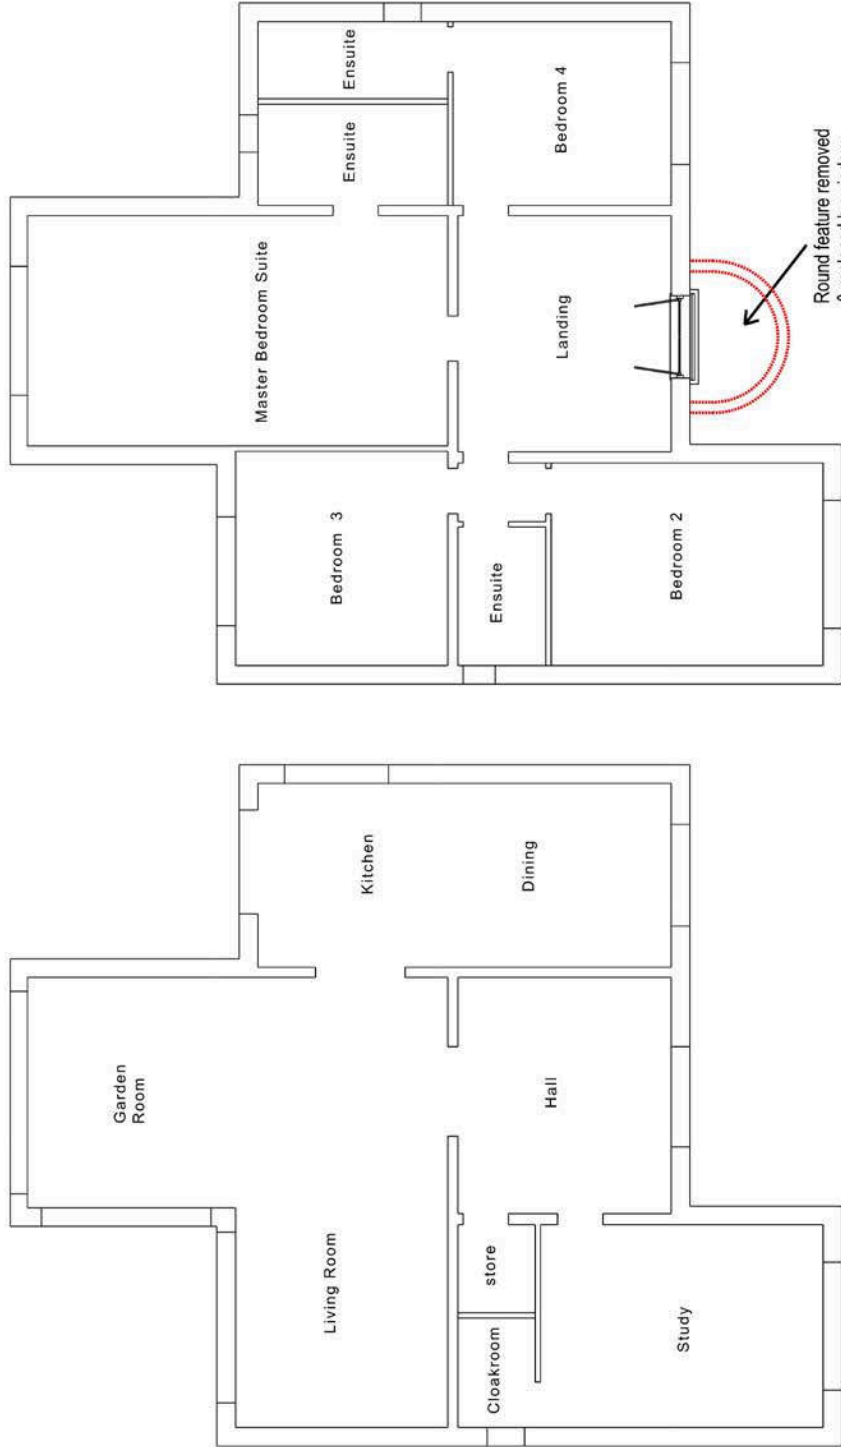 Garden
Room
Kitchen
Living Room
Dining
Hall
store
Cloakroom
Study
Master Bedroom Suite
Ensuite
Ensuite
Bedroom 3
Bedroom 4
Landing
Ensuite
Bedroom 2
Round feature removed